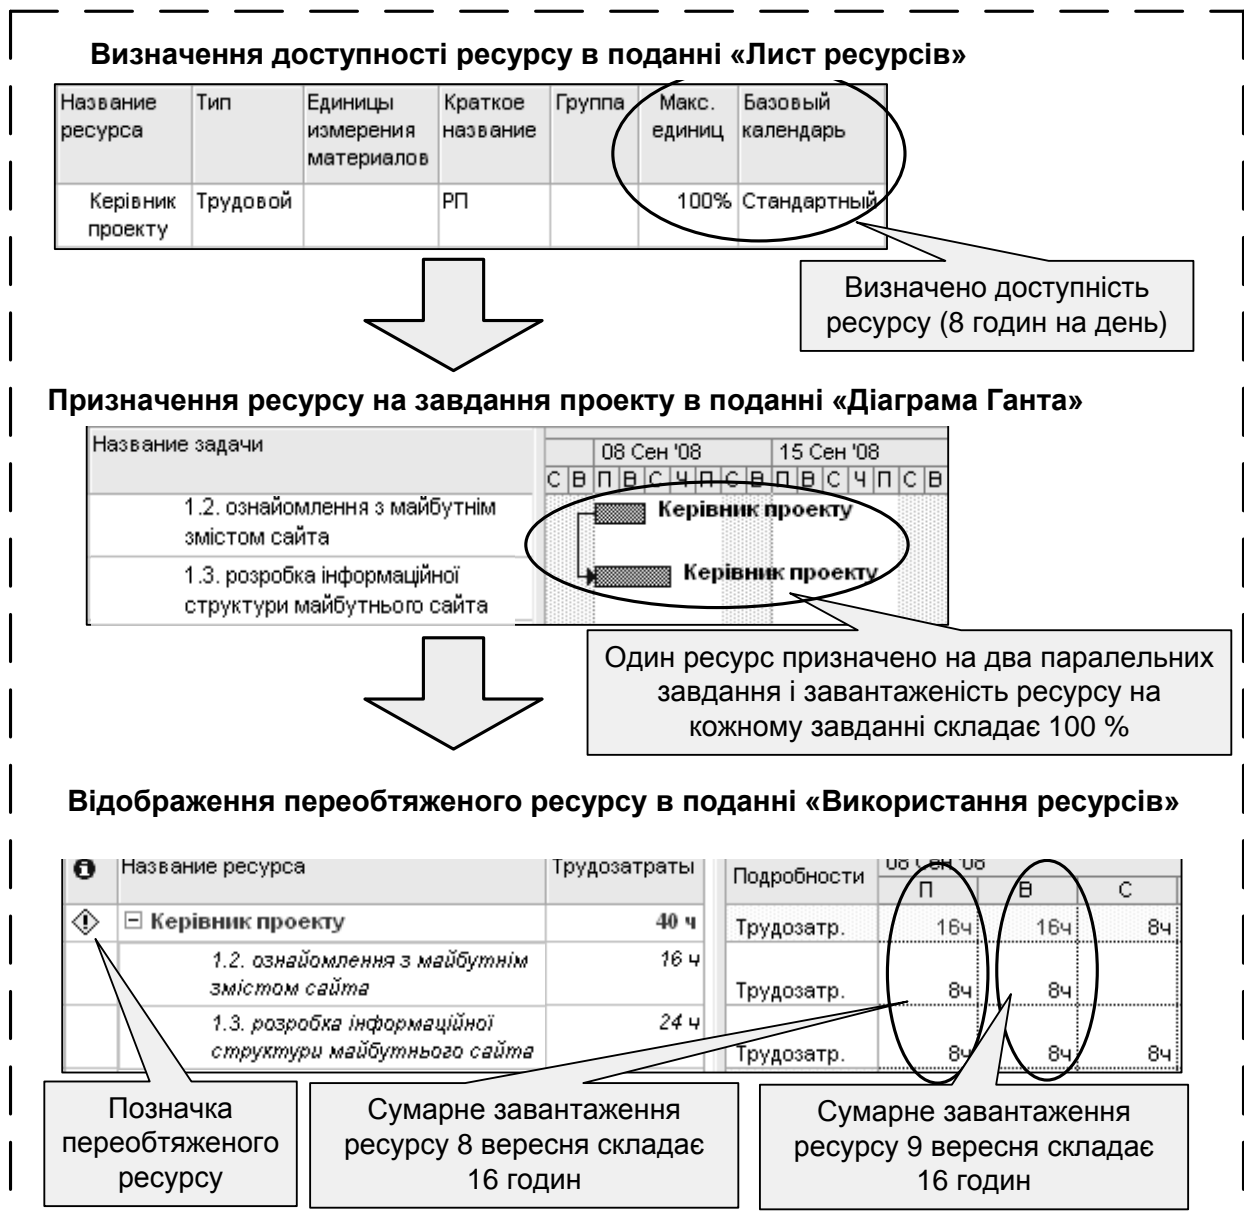 Визначення доступності ресурсу в поданні «Лист ресурсів»
Название ресурса
Тип
Единицы измерения материалов
Краткое название
Группа
Макс. единиц
Базовый календарь
Керівник проекту
Трудовой
РП
100%
Стандартный
Визначено доступність
ресурсу (8 годин на день)
Призначення ресурсу на завдання проекту в поданні «Діаграма Ганта»
Название задачи
08 Сен '08
15 Сен '08
С В П В С Ч П С В П В С Ч П С В
1.2. ознайомлення з майбутнім
змістом сайта
Керівник проекту
1.3. розробка інформаційної
структури майбутнього сайта
Керівник проекту
Один ресурс призначено на два паралельних
завдання і завантаженість ресурсу на
кожному завданні складає 100 %
Відображення переобтяженого ресурсу в поданні «Використання ресурсів»
Название ресурса
Трудозатраты
Подробности
08 Сен '08
П В С
Керівник проекту
40 ч
Трудозатр.
16ч 16ч 8ч
1.2. ознайомлення з майбутнім
змістом сайта
16 ч
Трудозатр.
8ч 8ч
1.3. розробка інформаційної
структури майбутнього сайта
24 ч
Трудозатр.
8ч 8ч 8ч
Позначка
переобтяженого
ресурсу
Сумарне завантаження
ресурсу 8 вересня складає
16 годин
Сумарне завантаження
ресурсу 9 вересня складає
16 годин